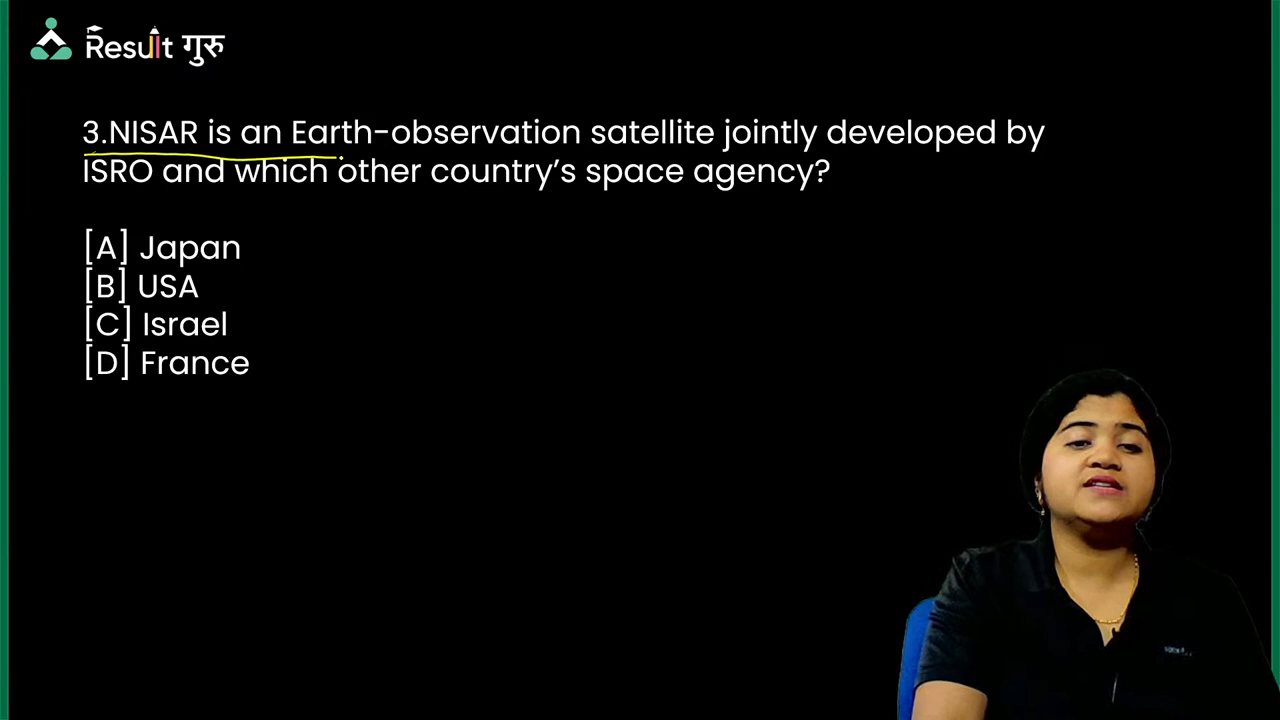 Result गुरु
3.NISAR is an Earth-observation satellite jointly developed by
ISRO and which other country’s space agency?
[A] Japan
[B] USA
[C] Israel
[D] France